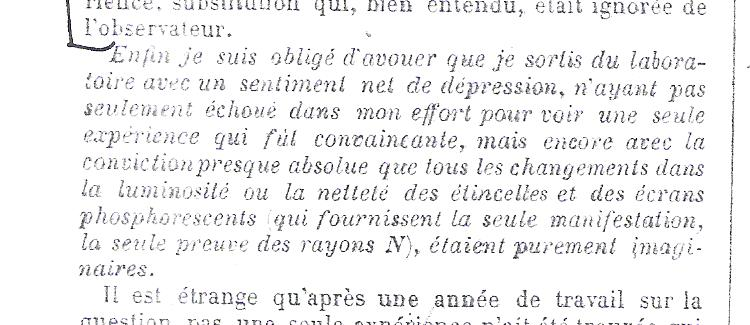 rience, substitution qui, bien entendu, était ignorée de
l'observateur.
Enfin je suis obligé d'avouer que je sortis du labora-
toire avec un sentiment net de dépression, n'ayant pas
seulement échoué dans mon effort pour voir une seule
expérience qui fût convaincante, mais encore avec la
conviction presque absolue que tous les changements dans
la luminosité ou la netteté des étincelles et des écrans
phosphorescents (qui fournissent la seule manifestation,
la seule preuve des rayons N), étaient purement imagi-
naires.
Il est étrange qu'après une année de travail sur la
question pas une seule expérience n'ait été trouvée qui